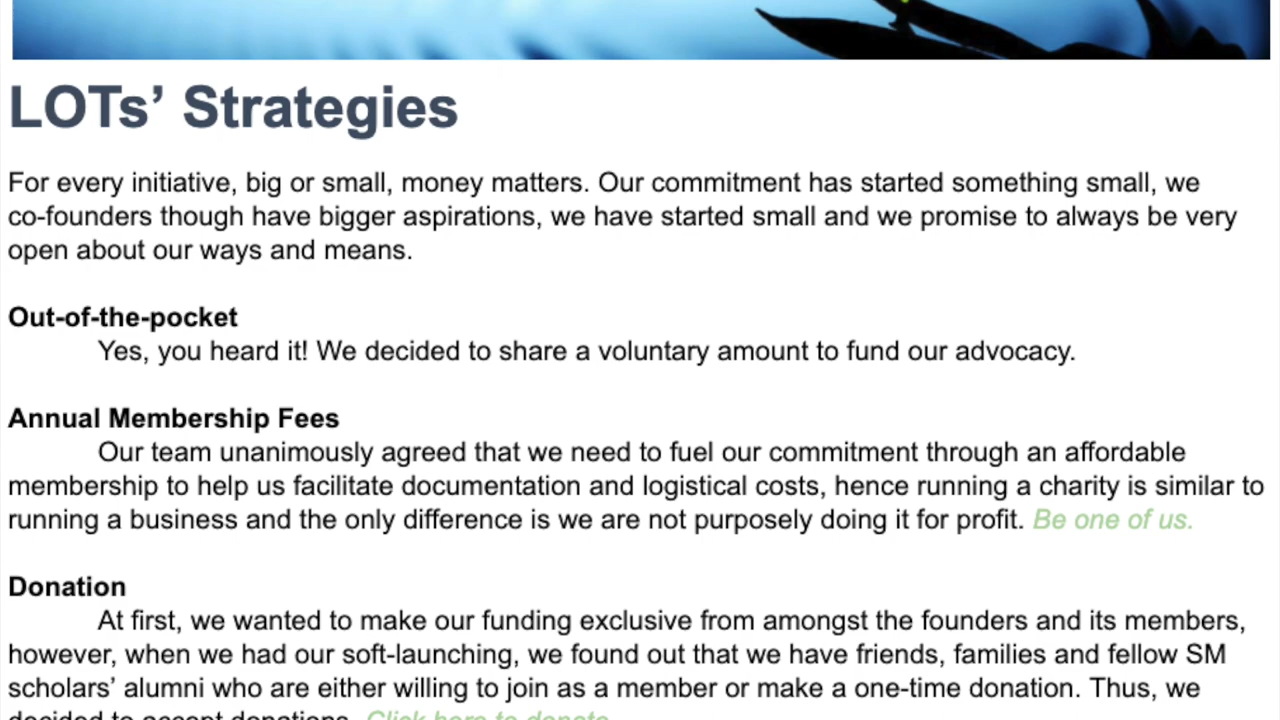 LOTs’ Strategies
For every initiative, big or small, money matters. Our commitment has started something small, we
co-founders though have bigger aspirations, we have started small and we promise to always be very
open about our ways and means.
Out-of-the-pocket
Yes, you heard it! We decided to share a voluntary amount to fund our advocacy.
Annual Membership Fees
Our team unanimously agreed that we need to fuel our commitment through an affordable
membership to help us facilitate documentation and logistical costs, hence running a charity is similar to
running a business and the only difference is we are not purposely doing it for profit. Be one of us.
Donation
At first, we wanted to make our funding exclusive from amongst the founders and its members,
however, when we had our soft-launching, we found out that we have friends, families and fellow SM
scholars’ alumni who are either willing to join as a member or make a one-time donation. Thus, we
decided to accept donations. Click here to donate.